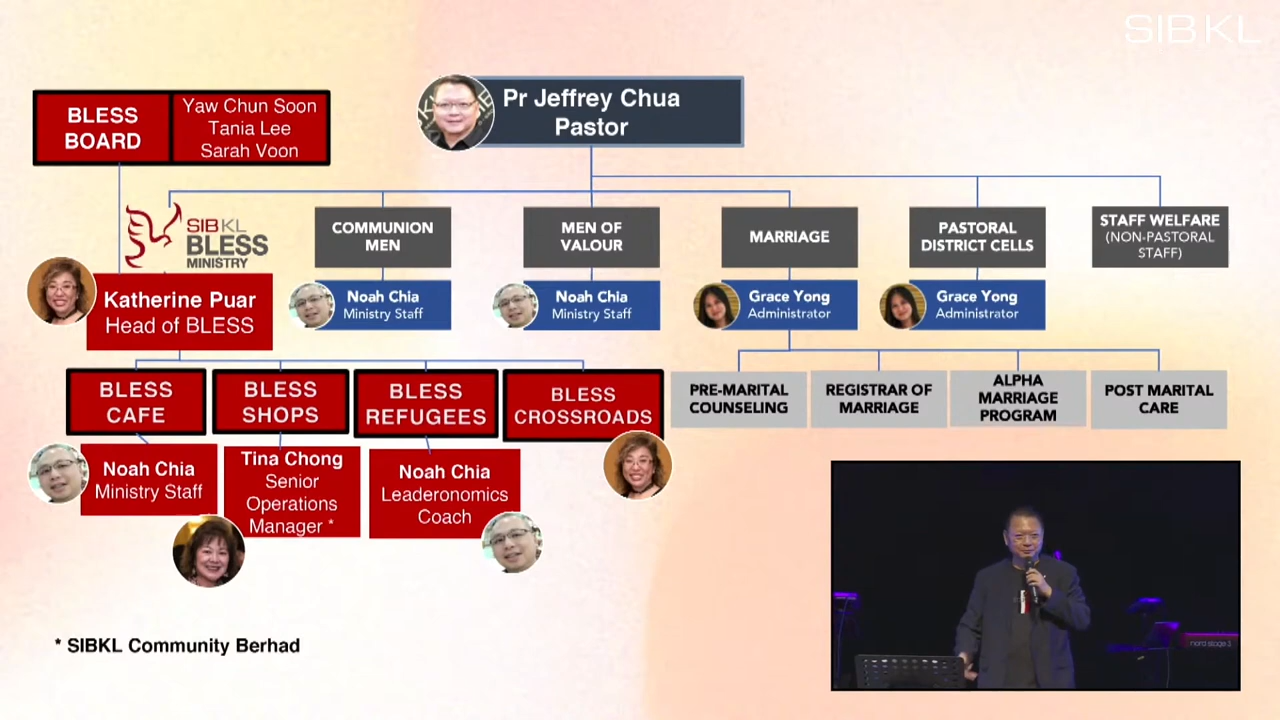 SIBKL
Pr Jeffrey Chua
Pastor
BLESS
BOARD
Yaw Chun Soon
Tania Lee
Sarah Voon
SIBKL
BLESS
MINISTRY
COMMUNION
MEN
MEN OF
VALOUR
MARRIAGE
PASTORAL
DISTRICT CELLS
STAFF WELFARE
(NON-PASTORAL
STAFF)
Katherine Puar
Head of BLESS
Noah Chia
Ministry Staff
Noah Chia
Ministry Staff
Grace Yong
Administrator
Grace Yong
Administrator
BLESS
CAFE
BLESS
SHOPS
BLESS
REFUGEES
BLESS
CROSSROADS
PRE-MARITAL
COUNSELING
REGISTRAR OF
MARRIAGE
ALPHA
MARRIAGE
PROGRAM
POST MARITAL
CARE
Noah Chia
Ministry Staff
Tina Chong
Senior
Operations
Manager *
Noah Chia
Leaderonomics
Coach
nord stage 3
* SIBKL Community Berhad